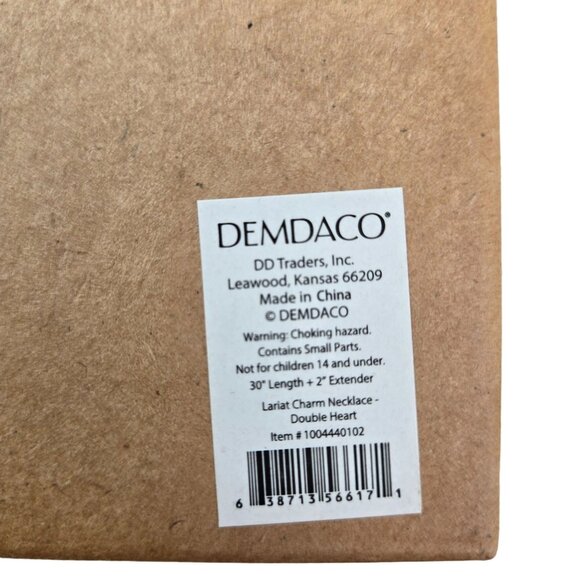 DEMDACO®
DD Traders, Inc.
Leawood, Kansas 66209
Made in China
© DEMDACO
Warning: Choking hazard.
Contains Small Parts.
Not for children 14 and under.
30" Length + 2" Extender
Lariat Charm Necklace -
Double Heart
Item # 1004440102
6 38713 56617 1